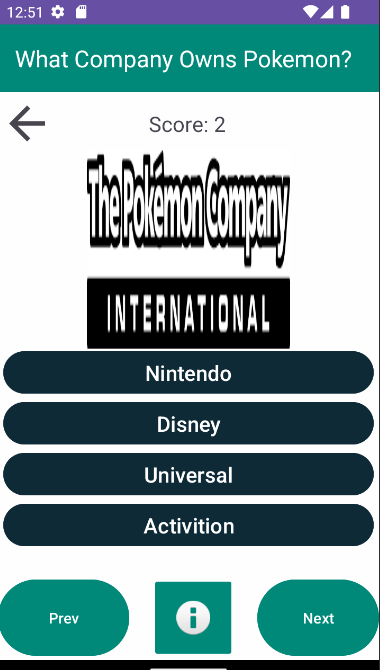 12:51
What Company Owns Pokemon?
Score: 2
The Pokémon Company
INTERNATIONAL
Nintendo
Disney
Universal
Activition
Prev
Next